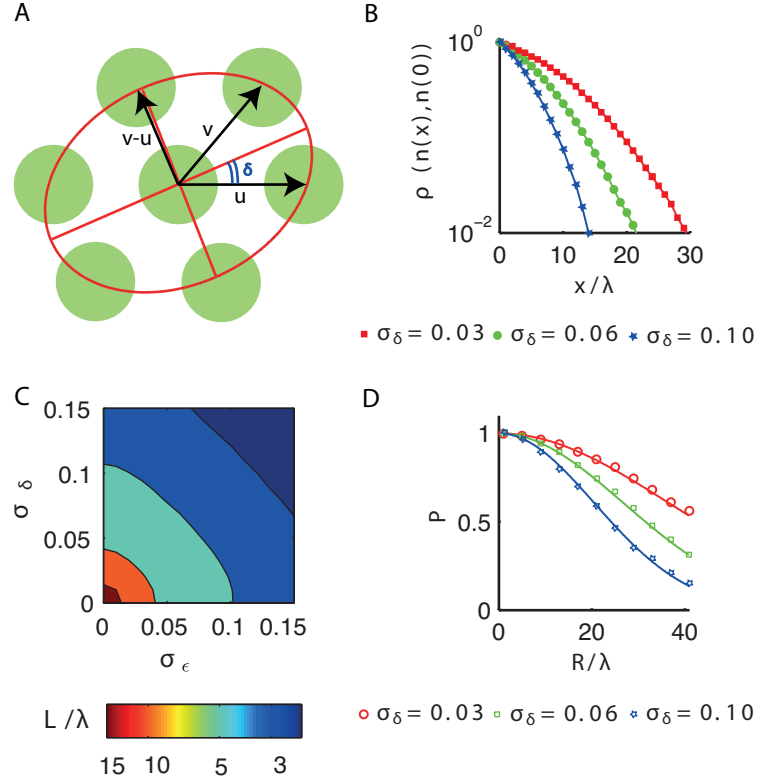 A
v-u
v
δ
u
B
10⁰
10⁻²
ρ (n(x),n(0))
0 10 20 30
x/λ
σδ = 0.03 σδ = 0.06 σδ = 0.10
C
0.15
0.1
0.05
0
σ δ
0 0.05 0.1 0.15
σ ϵ
L/λ
15 10 5 3
D
1
0.5
0
P
0 20 40
R/λ
σδ = 0.03 σδ = 0.06 σδ = 0.10